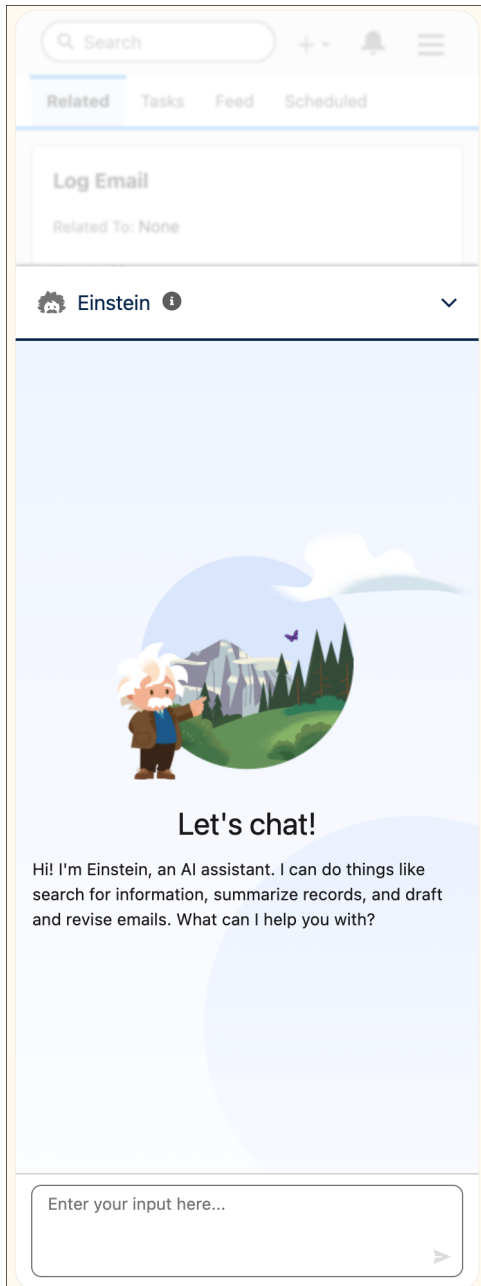 Search
Related Tasks Feed Scheduled
Log Email
Related To: None
Einstein
Let's chat!
Hi! I'm Einstein, an AI assistant. I can do things like
search for information, summarize records, and draft
and revise emails. What can I help you with?
Enter your input here...